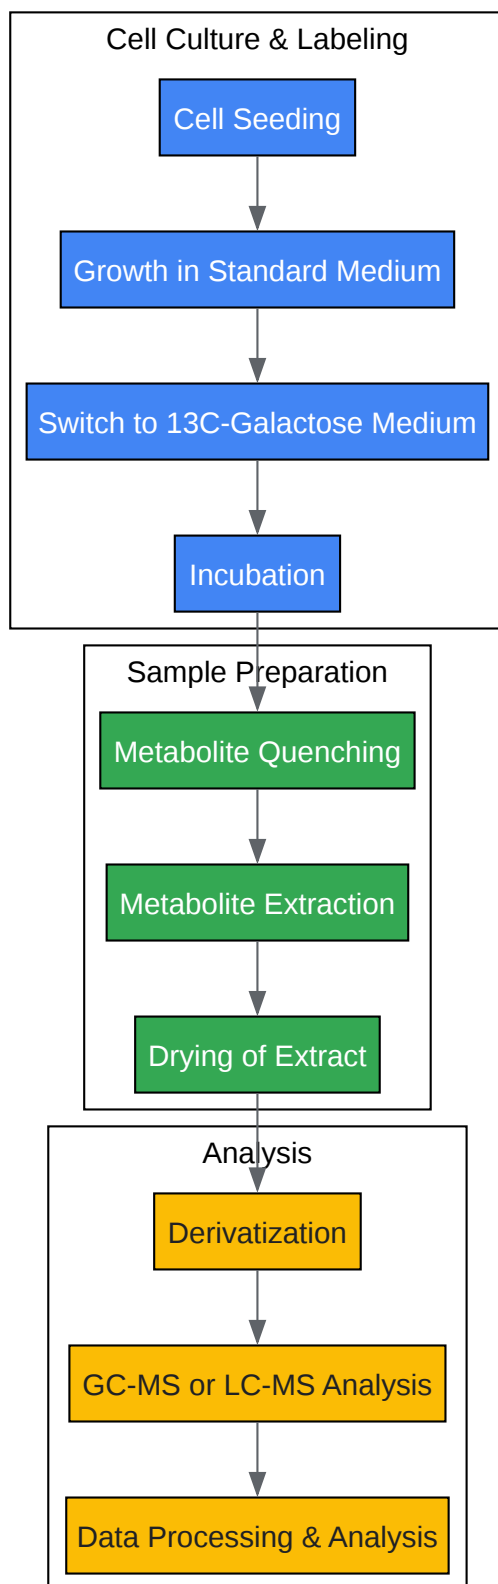 Cell Culture & Labeling
Cell Seeding
Growth in Standard Medium
Switch to 13C-Galactose Medium
Incubation
Sample Preparation
Metabolite Quenching
Metabolite Extraction
Drying of Extract
Analysis
Derivatization
GC-MS or LC-MS Analysis
Data Processing & Analysis